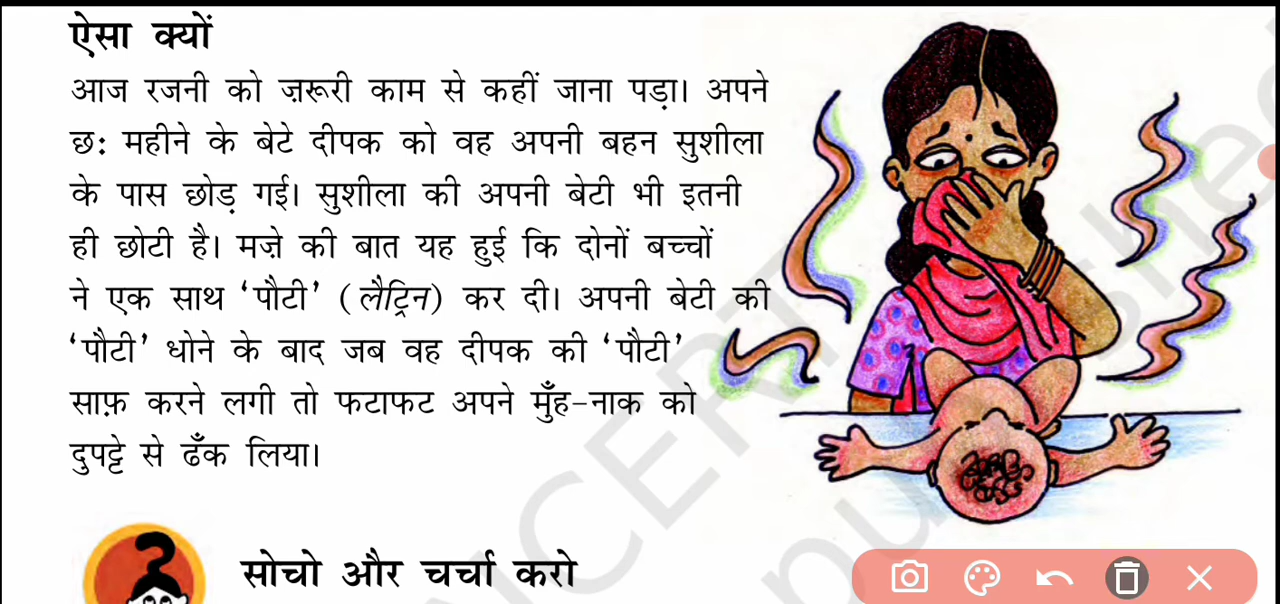 ऐसा क्यों
आज रजनी को ज़रूरी काम से कहीं जाना पड़ा। अपने
छ: महीने के बेटे दीपक को वह अपनी बहन सुशीला
के पास छोड़ गई। सुशीला की अपनी बेटी भी इतनी
ही छोटी है। मज़े की बात यह हुई कि दोनों बच्चों
ने एक साथ ‘पौटी’ (लैट्रिन) कर दी। अपनी बेटी की
‘पौटी’ धोने के बाद जब वह दीपक की ‘पौटी’
साफ़ करने लगी तो फटाफट अपने मुँह-नाक को
दुपट्टे से ढँक लिया।
सोचो और चर्चा करो
NCERT